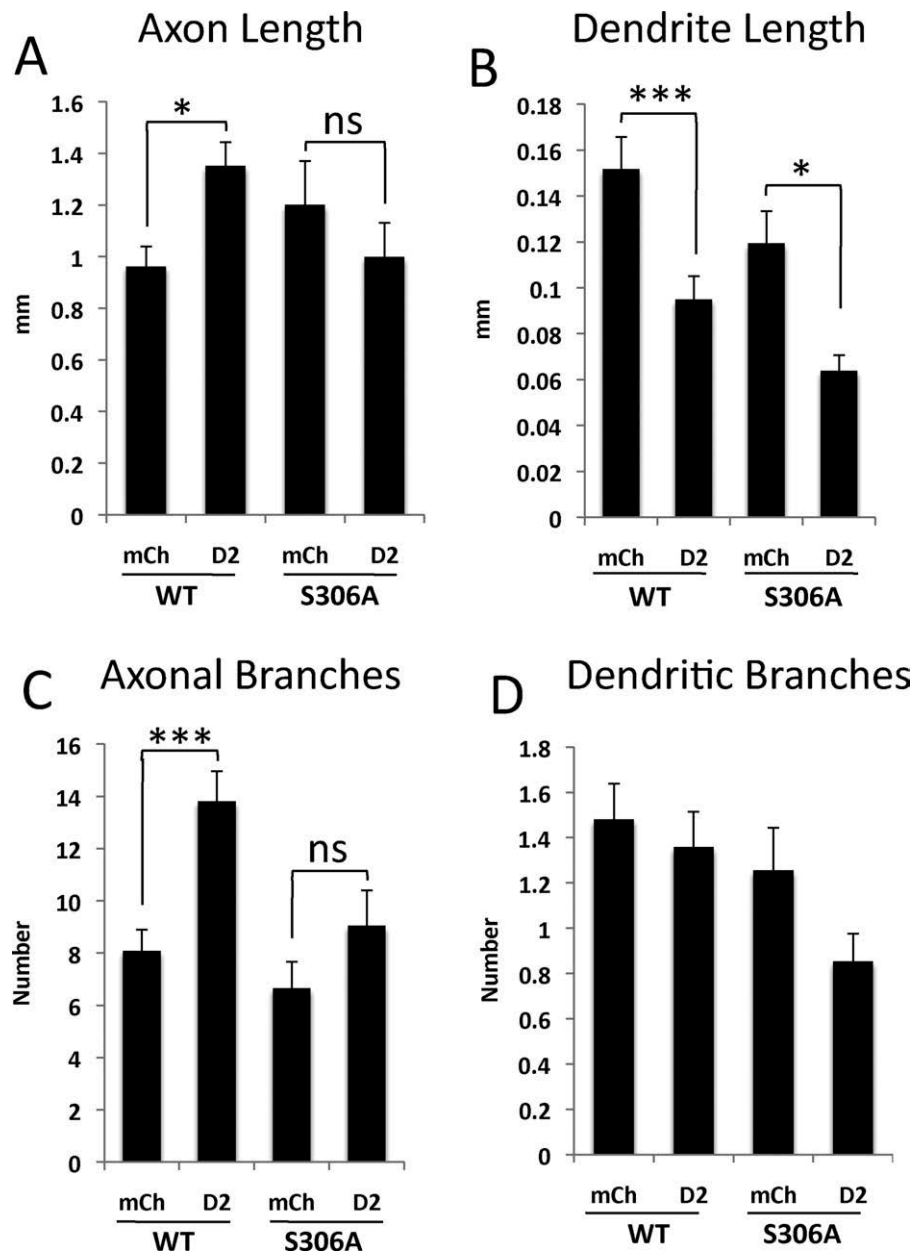 A Axon Length
1.6
1.4
1.2
1
0.8
0.6
0.4
0.2
0
mm
*
ns
mCh D2 mCh D2
WT S306A
B Dendrite Length
0.18
0.16
0.14
0.12
0.1
0.08
0.06
0.04
0.02
0
mm
***
*
mCh D2 mCh D2
WT S306A
C Axonal Branches
16
14
12
10
8
6
4
2
0
Number
***
ns
mCh D2 mCh D2
WT S306A
D Dendritic Branches
1.8
1.6
1.4
1.2
1
0.8
0.6
0.4
0.2
0
Number
mCh D2 mCh D2
WT S306A